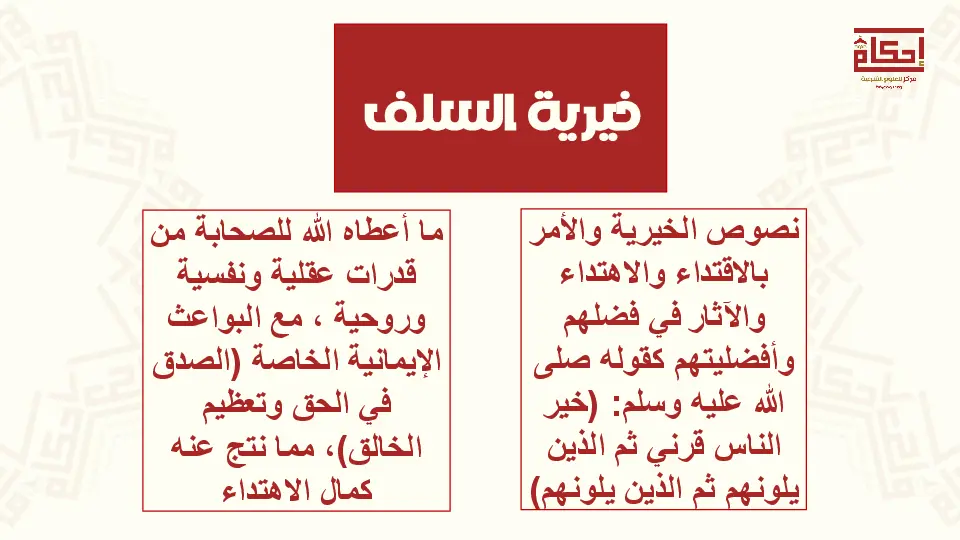 إحكام
مركز للعلوم الشرعية
خيرية السلف
نصوص الخيرية والأمر
بالاقتداء والاهتداء
والآثار في فضلهم
وأفضليتهم كقوله صلى
الله عليه وسلم: (خير
الناس قرني ثم الذين
يلونهم ثم الذين يلونهم)
ما أعطاه الله للصحابة من
قدرات عقلية ونفسية
وروحية ، مع البواعث
الإيمانية الخاصة (الصدق
في الحق وتعظيم
الخالق)، مما نتج عنه
كمال الاهتداء